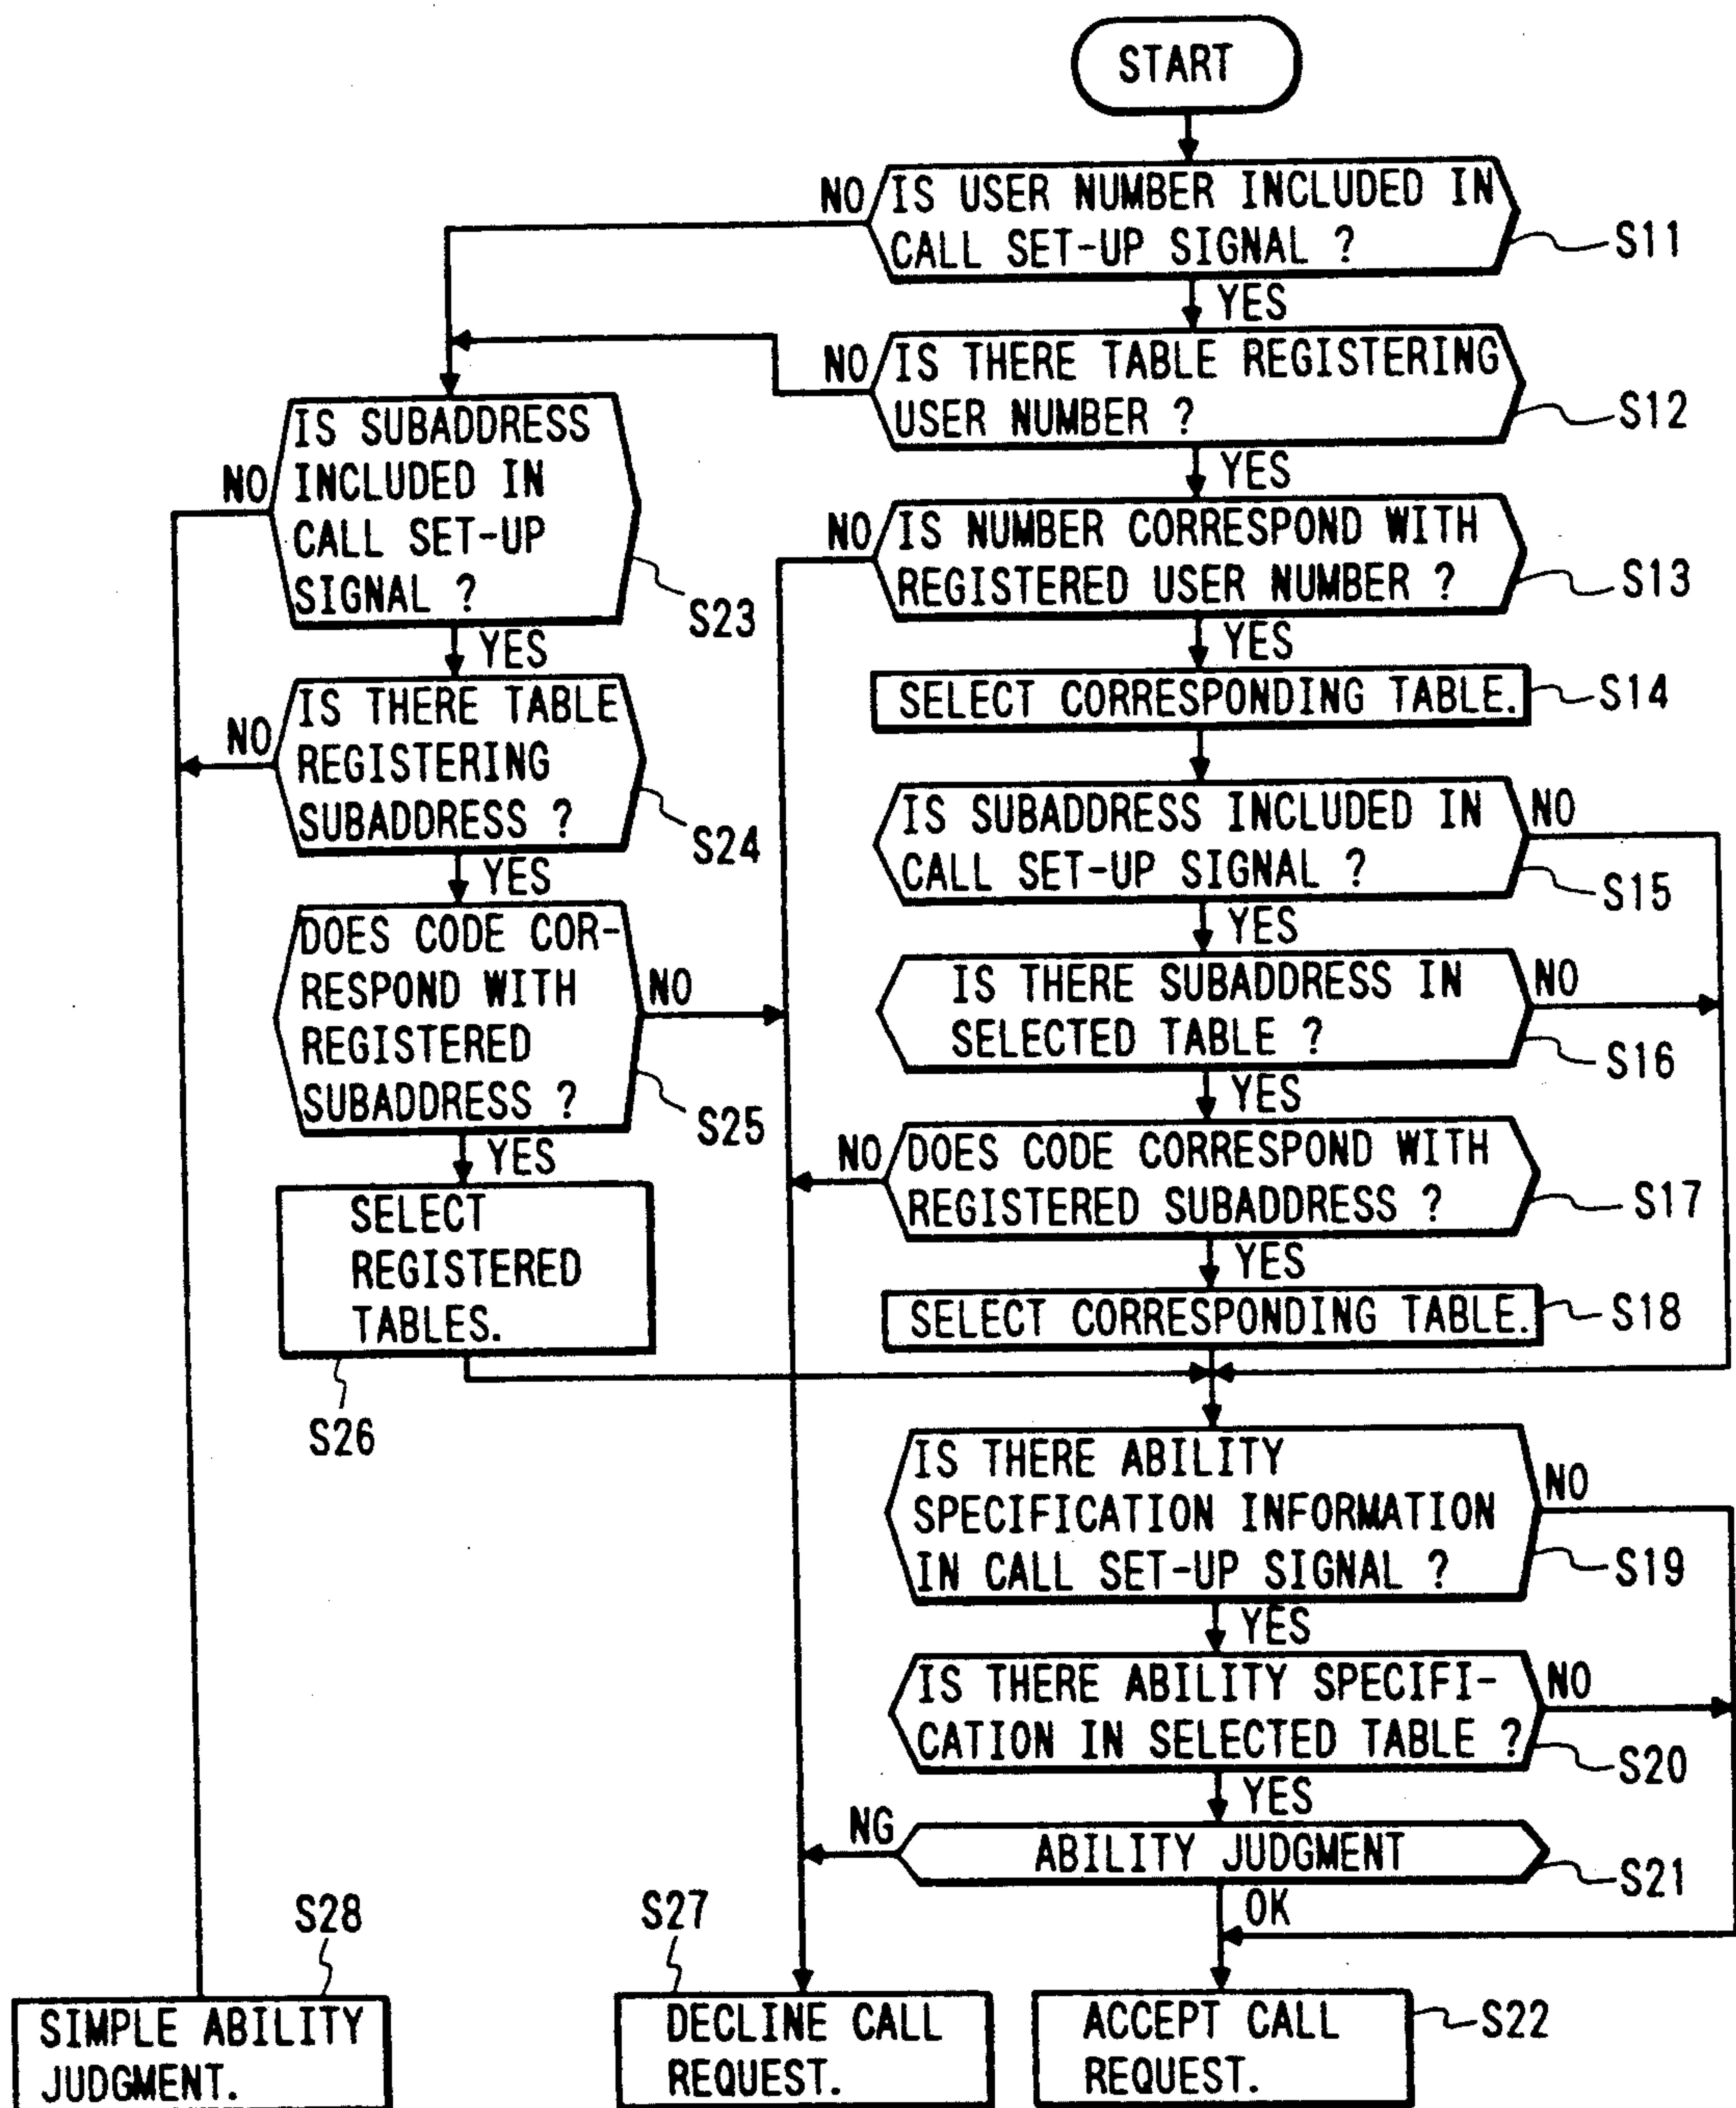 START
NO
IS USER NUMBER INCLUDED IN
CALL SET-UP SIGNAL ?
S11
YES
NO
IS THERE TABLE REGISTERING
USER NUMBER ?
S12
YES
NO
IS NUMBER CORRESPOND WITH
REGISTERED USER NUMBER ?
S13
YES
SELECT CORRESPONDING TABLE.
S14
IS SUBADDRESS INCLUDED IN
CALL SET-UP SIGNAL ?
NO
S15
YES
IS THERE SUBADDRESS IN
SELECTED TABLE ?
NO
S16
YES
NO
DOES CODE CORRESPOND WITH
REGISTERED SUBADDRESS ?
S17
YES
SELECT CORRESPONDING TABLE.
S18
IS THERE ABILITY
SPECIFICATION INFORMATION
IN CALL SET-UP SIGNAL ?
NO
S19
YES
IS THERE ABILITY SPECIFI-
CATION IN SELECTED TABLE ?
NO
S20
YES
NG
ABILITY JUDGMENT
S21
OK
ACCEPT CALL
REQUEST.
S22
IS SUBADDRESS
INCLUDED IN
CALL SET-UP
SIGNAL ?
NO
S23
YES
NO
IS THERE TABLE
REGISTERING
SUBADDRESS ?
S24
YES
DOES CODE COR-
RESPOND WITH
REGISTERED
SUBADDRESS ?
NO
S25
YES
SELECT
REGISTERED
TABLES.
S26
S27
DECLINE CALL
REQUEST.
S28
SIMPLE ABILITY
JUDGMENT.